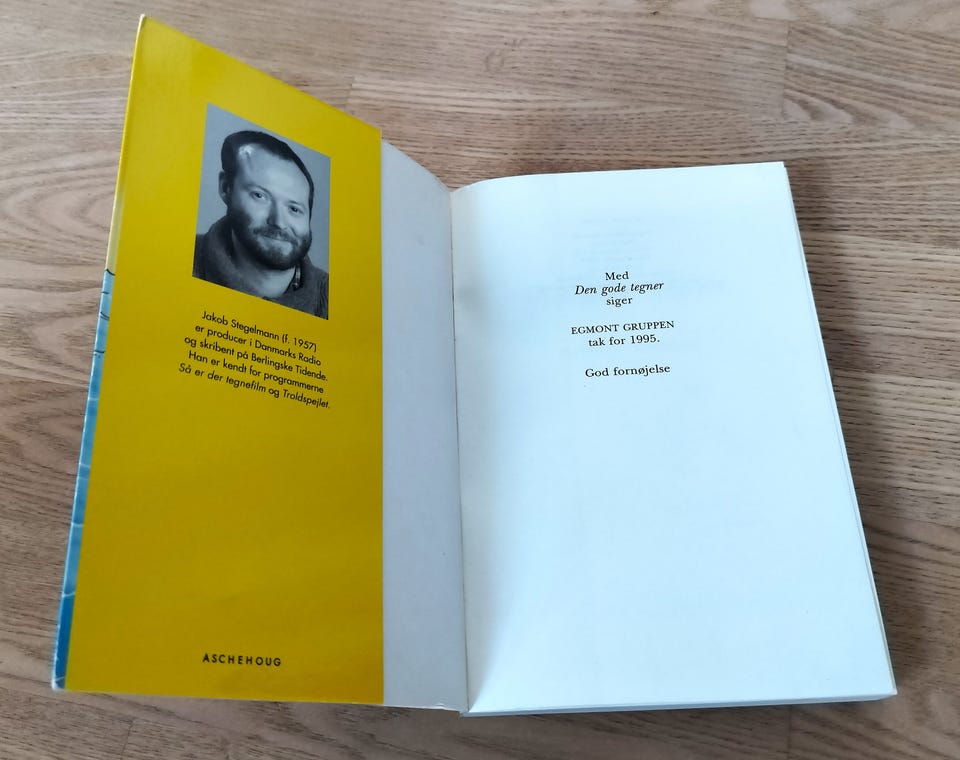 Jakob Stegelmann (f. 1957)
er producer i Danmarks Radio
og skribent på Berlingske Tidende.
Han er kendt for programmerne
Så er der tegnefilm og Troldspejlet.
ASCHEHOUG
Med
Den gode tegner
siger
EGMONT GRUPPEN
tak for 1995.
God fornøjelse